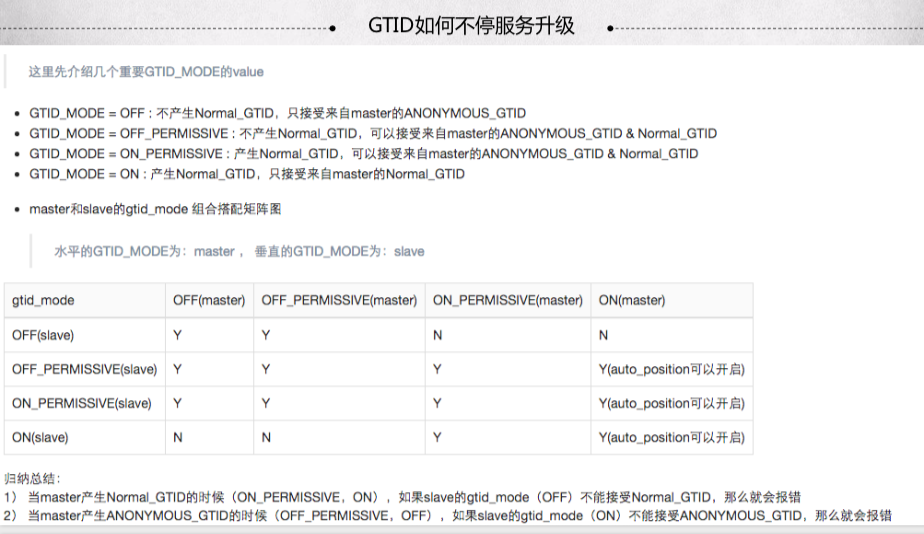 GTID如何不停服务升级
这里先介绍几个重要GTID_MODE的value
GTID_MODE = OFF : 不产生Normal_GTID，只接受来自master的ANONYMOUS_GTID
GTID_MODE = OFF_PERMISSIVE : 不产生Normal_GTID，可以接受来自master的ANONYMOUS_GTID & Normal_GTID
GTID_MODE = ON_PERMISSIVE : 产生Normal_GTID，可以接受来自master的ANONYMOUS_GTID & Normal_GTID
GTID_MODE = ON : 产生Normal_GTID，只接受来自master的Normal_GTID
master和slave的gtid_mode 组合搭配矩阵图
水平的GTID_MODE为：master ， 垂直的GTID_MODE为：slave
gtid_mode OFF(master) OFF_PERMISSIVE(master) ON_PERMISSIVE(master) ON(master)
OFF(slave) Y Y N N
OFF_PERMISSIVE(slave) Y Y Y Y(auto_position可以开启)
ON_PERMISSIVE(slave) Y Y Y Y(auto_position可以开启)
ON(slave) N N Y Y(auto_position可以开启)
归纳总结：
1） 当master产生Normal_GTID的时候（ON_PERMISSIVE，ON），如果slave的gtid_mode（OFF）不能接受Normal_GTID，那么就会报错
2） 当master产生ANONYMOUS_GTID的时候（OFF_PERMISSIVE，OFF），如果slave的gtid_mode（ON）不能接受ANONYMOUS_GTID，那么就会报错